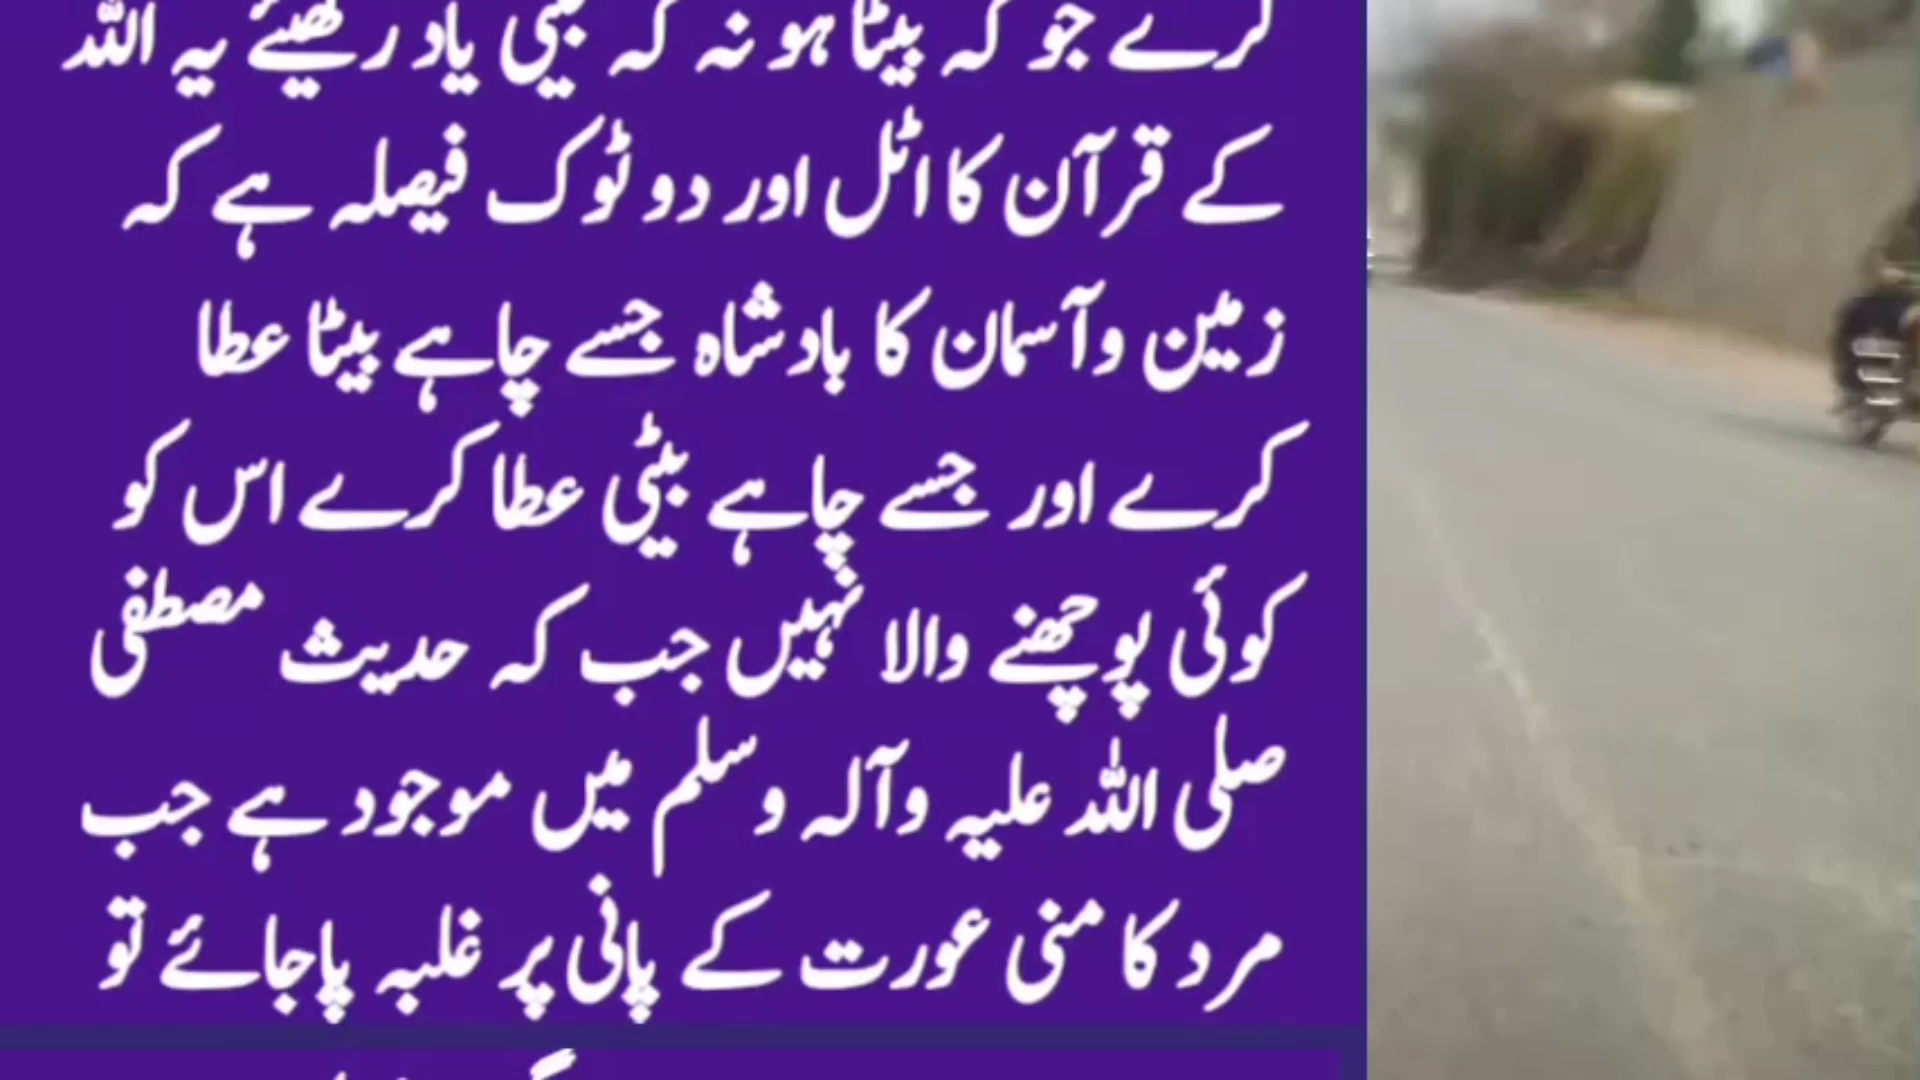 کرے جو کہ بیٹا ہو نہ کہ بیٹی یاد رکھیئے یہ اللہ
کے قرآن کا اٹل اور دو ٹوک فیصلہ ہے کہ
زمین وآسمان کا بادشاہ جسے چاہے بیٹا عطا
کرے اور جسے چاہے بیٹی عطا کرے اس کو
کوئی پوچھنے والا نہیں جب کہ حدیث مصطفی
صلی اللہ علیہ وآلہ وسلم میں موجود ہے جب
مرد کا منی عورت کے پانی پر غلبہ پاجائے تو